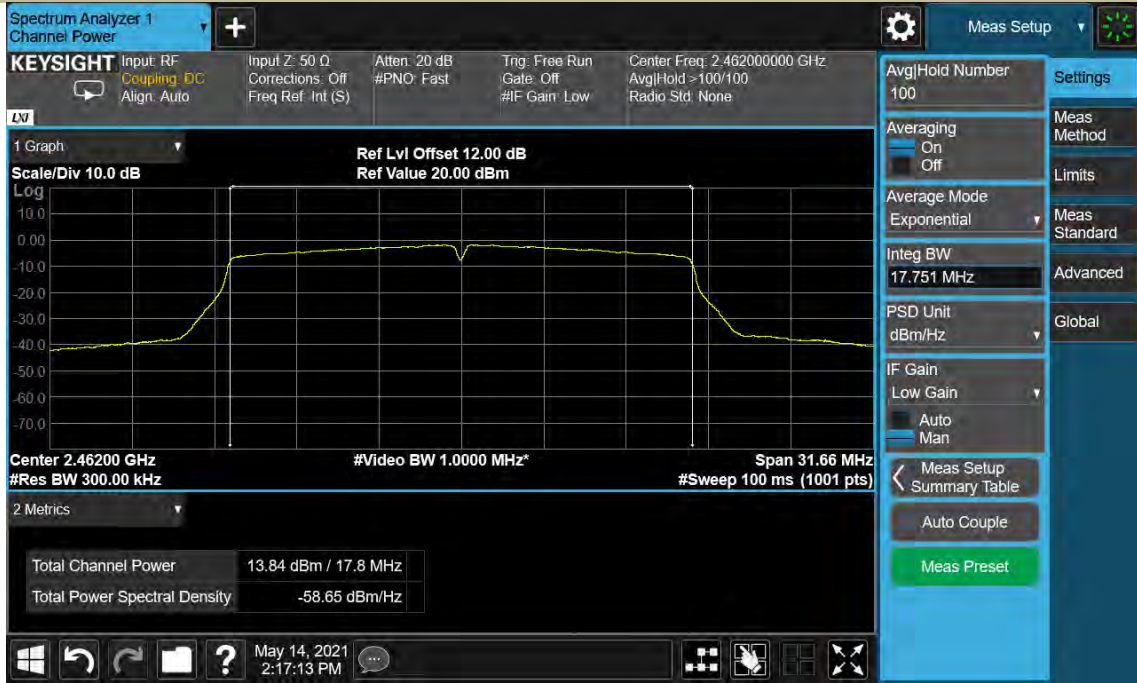 Spectrum Analyzer 1
Channel Power
+
Meas Setup
KEYSIGHT
Input: RF
Coupling: DC
Align: Auto
Input Z: 50 Ω
Corrections: Off
Freq Ref: Int (S)
Atten: 20 dB
#PNO: Fast
Trig: Free Run
Gate: Off
#IF Gain: Low
Center Freq: 2.462000000 GHz
Avg|Hold >100/100
Radio Std: None
LXI
1 Graph
Scale/Div 10.0 dB
Ref Lvl Offset 12.00 dB
Ref Value 20.00 dBm
Log
10.0
0.00
-10.0
-20.0
-30.0
-40.0
-50.0
-60.0
-70.0
Center 2.46200 GHz
#Res BW 300.00 kHz
#Video BW 1.0000 MHz*
Span 31.66 MHz
#Sweep 100 ms (1001 pts)
2 Metrics
Total Channel Power 13.84 dBm / 17.8 MHz
Total Power Spectral Density -58.65 dBm/Hz
May 14, 2021
2:17:13 PM
Avg|Hold Number
100
Averaging
On
Off
Average Mode
Exponential
Integ BW
17.751 MHz
PSD Unit
dBm/Hz
IF Gain
Low Gain
Auto
Man
Meas Setup
Summary Table
Auto Couple
Meas Preset
Settings
Meas
Method
Limits
Meas
Standard
Advanced
Global